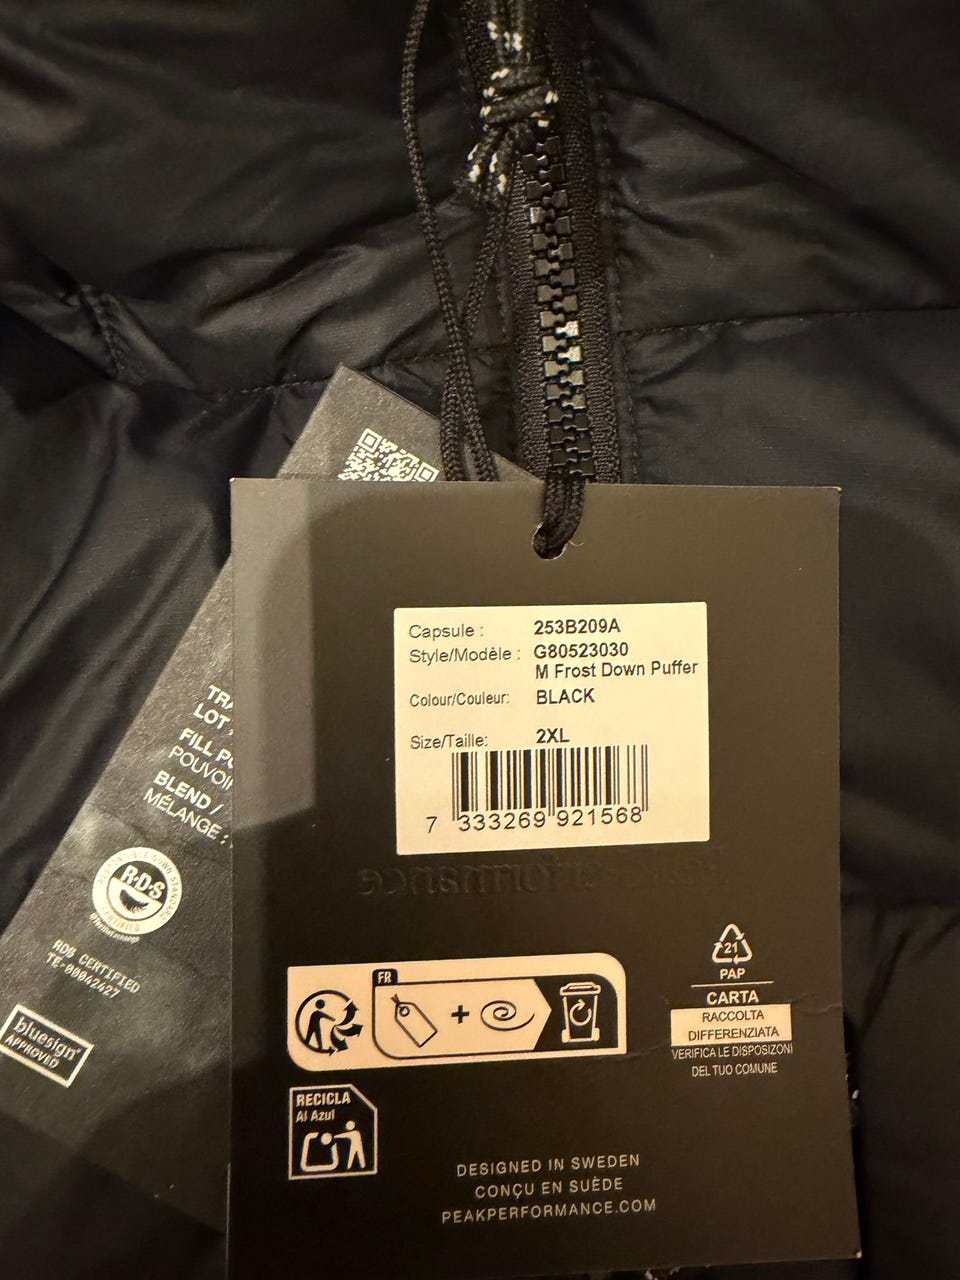 Capsule : 253B209A
Style/Modèle : G80523030
M Frost Down Puffer
Colour/Couleur: BLACK
Size/Taille: 2XL
7 333269 921568
FR
+
21
PAP
CARTA
RACCOLTA
DIFFERENZIATA
VERIFICA LE DISPOSIZONI
DEL TUO COMUNE
RECICLA
Al Azul
DESIGNED IN SWEDEN
CONÇU EN SUÈDE
PEAKPERFORMANCE.COM
LOT
FILL
BLEND /
MÉLANGE :
R·D·S
CERTIFIED
RDS CERTIFIED
TE-00042427
bluesign®
APPROVED